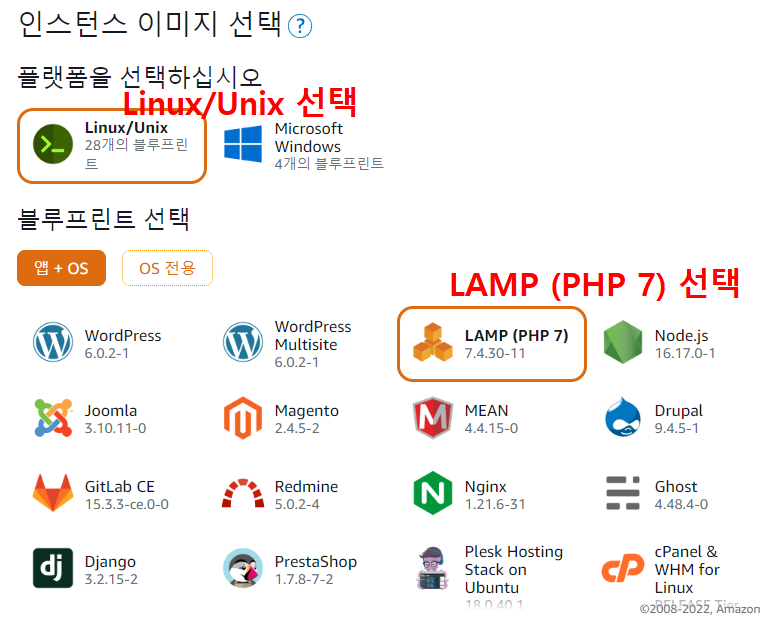 인스턴스 이미지 선택 ?
플랫폼을 선택하십시오
Linux/Unix 선택
Linux/Unix
28개의 블루프린
트
Microsoft
Windows
4개의 블루프린트
블루프린트 선택
앱 + OS
OS 전용
LAMP (PHP 7) 선택
WordPress
6.0.2-1
WordPress
Multisite
6.0.2-1
LAMP (PHP 7)
7.4.30-11
Node.js
16.17.0-1
Joomla
3.10.11-0
Magento
2.4.5-2
MEAN
4.4.15-0
Drupal
9.4.5-1
GitLab CE
15.3.3-ce.0-0
Redmine
5.0.2-4
Nginx
1.21.6-31
Ghost
4.48.4-0
dj
Django
3.2.15-2
PrestaShop
1.7.8-7-2
Plesk Hosting
Stack on
Ubuntu
18.0.40.1
cP
cPanel &
WHM for
Linux
RELEASE Tier
©2008-2022, Amazon